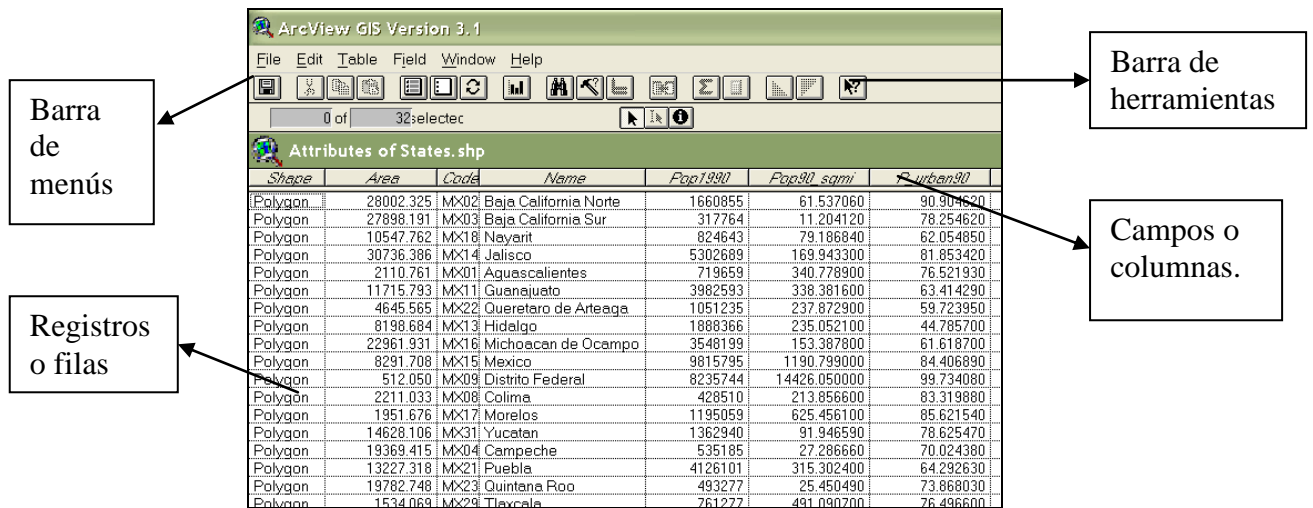 ArcView GIS Version 3.1
File Edit Table Field Window Help
0 of 32 selected
Attributes of States.shp
Shape Area Code Name Pop1990 Pop90_sqmi P_urban90
Polygon 28002.325 MX02 Baja California Norte 1660855 61.537060 90.904620
Polygon 27898.191 MX03 Baja California Sur 317764 11.204120 78.254620
Polygon 10547.762 MX18 Nayarit 824643 79.186840 62.054850
Polygon 30736.386 MX14 Jalisco 5302689 169.943300 81.853420
Polygon 2110.761 MX01 Aguascalientes 719659 340.778900 76.521930
Polygon 11715.793 MX11 Guanajuato 3982593 338.381600 63.414290
Polygon 4645.565 MX22 Queretaro de Arteaga 1051235 237.872900 59.723950
Polygon 8198.684 MX13 Hidalgo 1888366 235.052100 44.785700
Polygon 22961.931 MX16 Michoacan de Ocampo 3548199 153.387800 61.618700
Polygon 8291.708 MX15 Mexico 9815795 1190.799000 84.406890
Polygon 512.050 MX09 Distrito Federal 8235744 14426.050000 99.734080
Polygon 2211.033 MX08 Colima 428510 213.856600 83.319880
Polygon 1951.676 MX17 Morelos 1195059 625.456100 85.621540
Polygon 14628.106 MX31 Yucatan 1362940 91.946590 78.625470
Polygon 19369.415 MX04 Campeche 535185 27.286660 70.024380
Polygon 13227.318 MX21 Puebla 4126101 315.302400 64.292630
Polygon 19782.748 MX23 Quintana Roo 493277 25.450490 73.868030
Polygon 1534.069 MX29 Tlaxcala 761277 491.090700 76.496600
Barra
de
menús
Registros
o filas
Barra de
herramientas
Campos o
columnas.